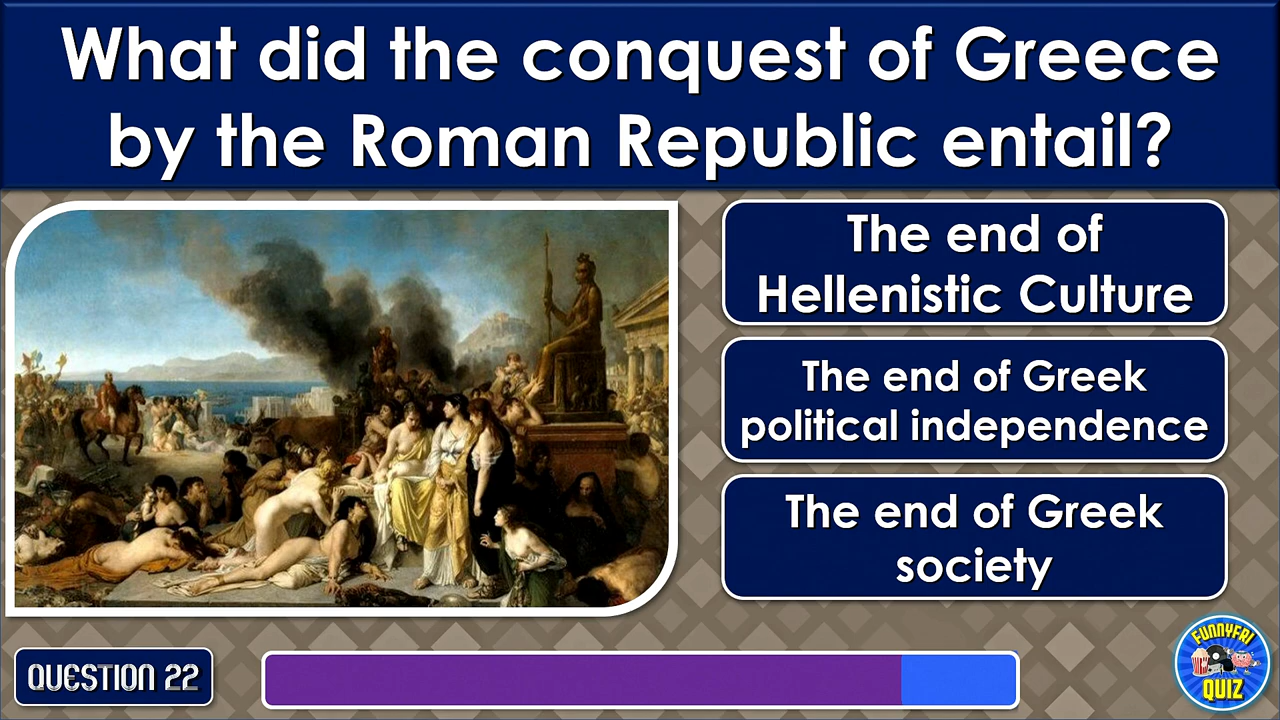 What did the conquest of Greece
by the Roman Republic entail?
The end of
Hellenistic Culture
The end of Greek
political independence
The end of Greek
society
QUESTION 22
FUNNYFRI
QUIZ